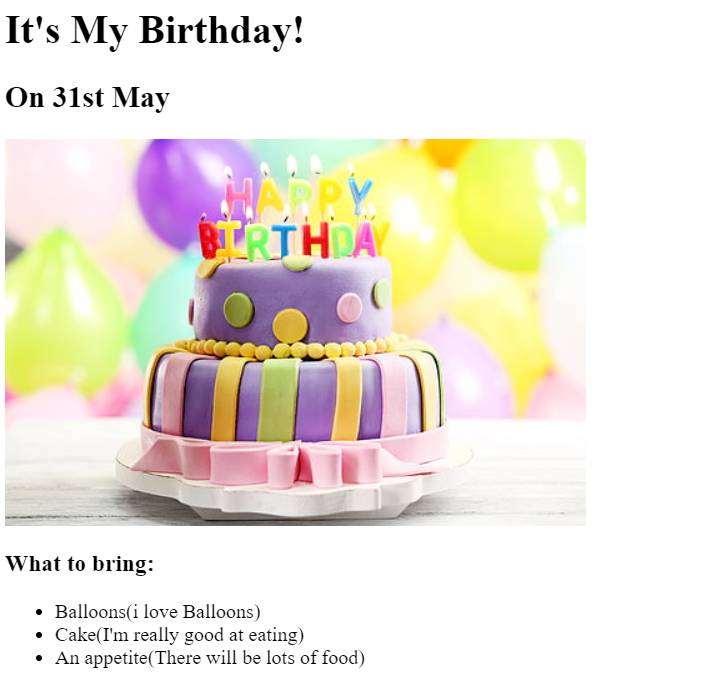 It's My Birthday!
On 31st May
HAPPY
BIRTHDAY
What to bring:
Balloons(i love Balloons)
Cake(I'm really good at eating)
An appetite(There will be lots of food)